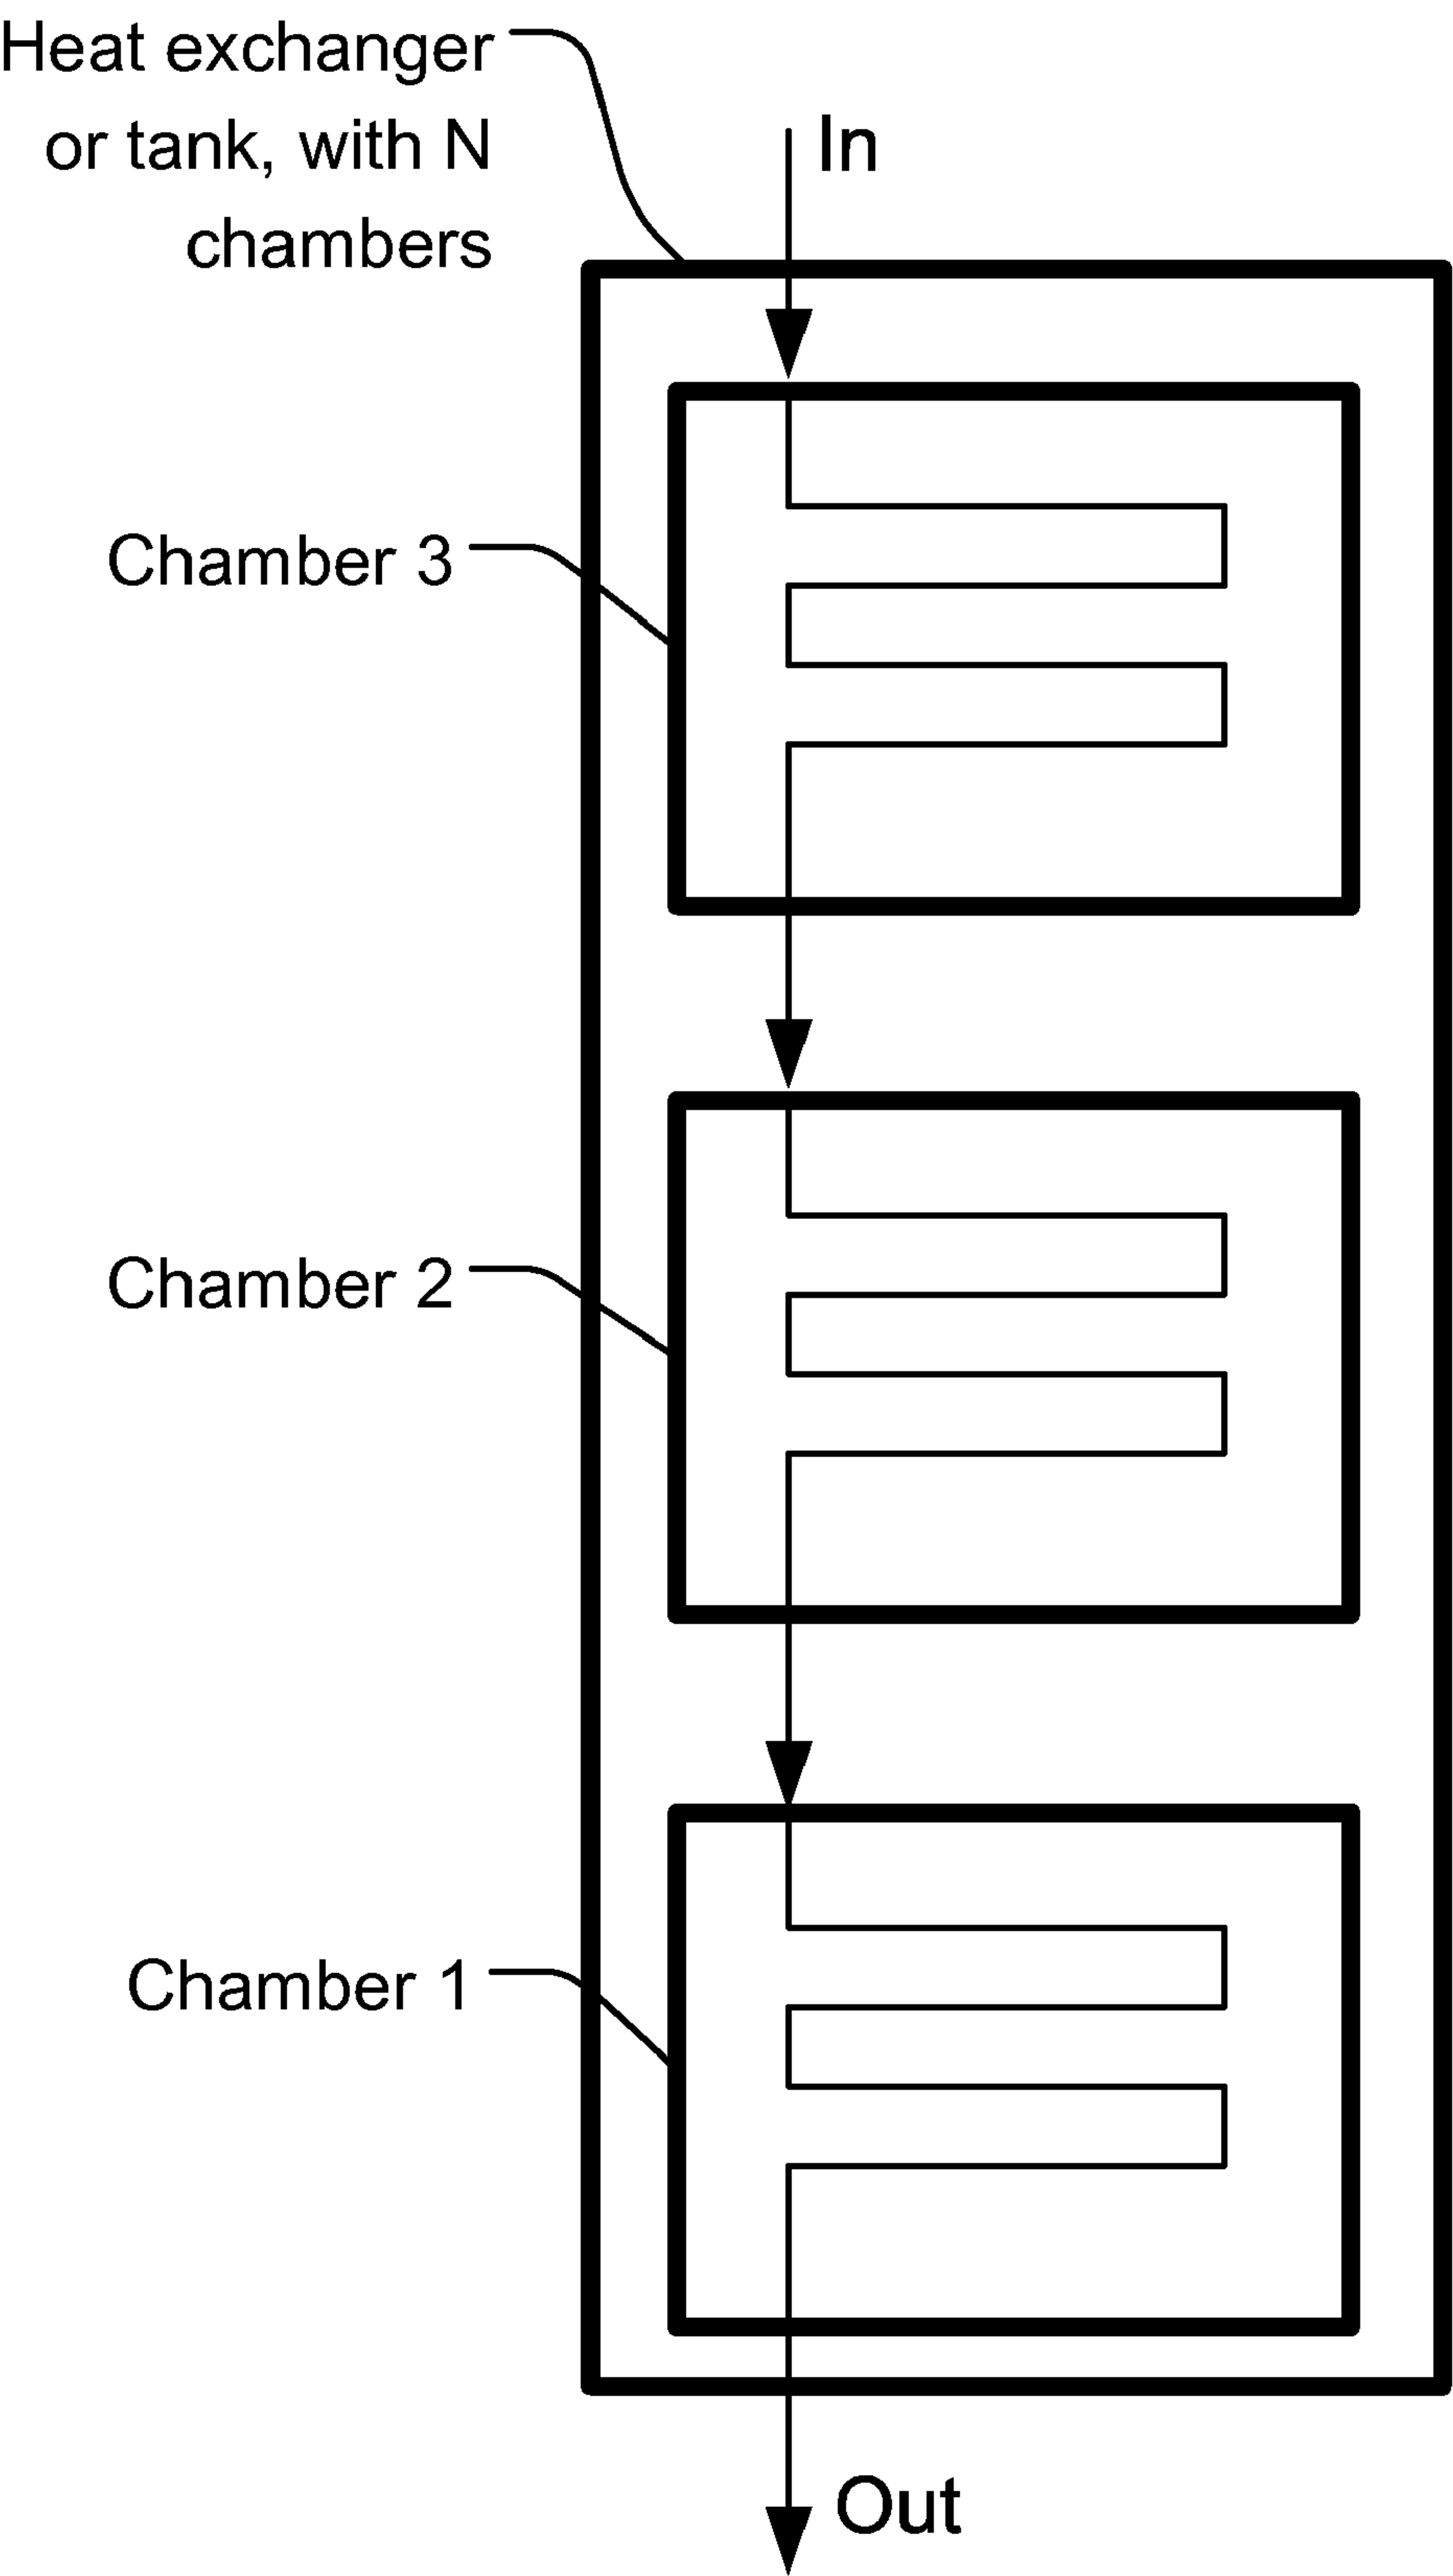 Heat exchanger
or tank, with N
chambers
In
Chamber 3
Chamber 2
Chamber 1
Out